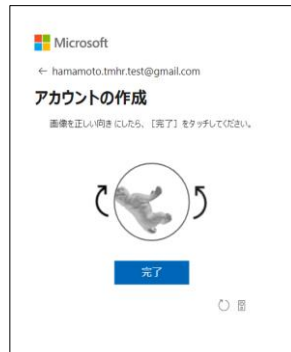 Microsoft
← hamamoto.tmhr.test@gmail.com
アカウントの作成
画像を正しい向きにしたら、[完了] をタッチしてください。
完了